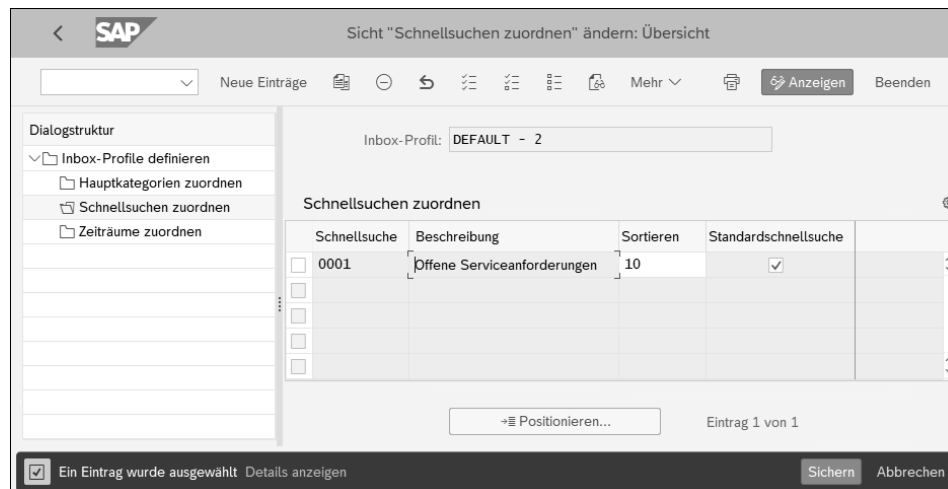 SAP Sicht "Schnellsuchen zuordnen" ändern: Übersicht
Neue Einträge Mehr Anzeigen Beenden
Dialogstruktur
Inbox-Profile definieren
Hauptkategorien zuordnen
Schnellsuchen zuordnen
Zeiträume zuordnen
Inbox-Profil: DEFAULT - 2
Schnellsuchen zuordnen
Schnellsuche Beschreibung Sortieren Standardschnellsuche
0001 Offene Serviceanforderungen 10
Positionieren... Eintrag 1 von 1
Ein Eintrag wurde ausgewählt Details anzeigen Sichern Abbrechen